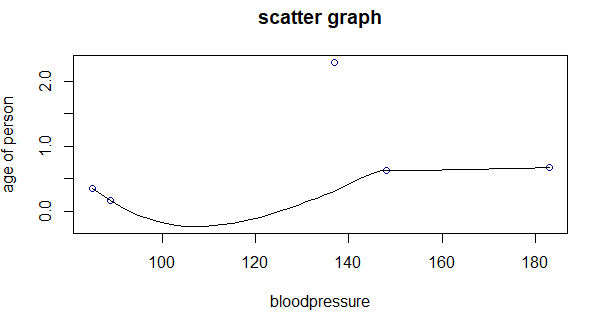 scatter graph
age of person
2.0
1.0
0.0
100 120 140 160 180
bloodpressure